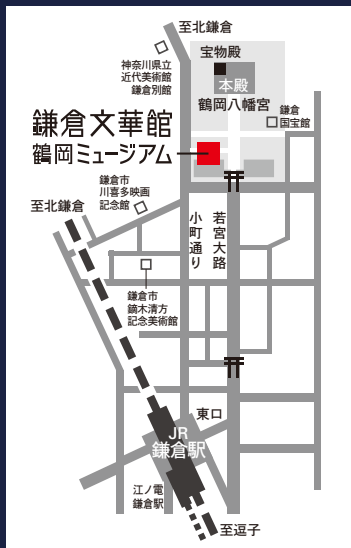 至北鎌倉
宝物殿
神奈川県立
近代美術館
鎌倉別館
本殿
鶴岡八幡宮
鎌倉
国宝館
鎌倉文華館
鶴岡ミュージアム
鎌倉市
川喜多映画
記念館
至北鎌倉
小町通り
若宮大路
鎌倉市
鏑木清方
記念美術館
東口
JR
鎌倉駅
江ノ電
鎌倉駅
至逗子